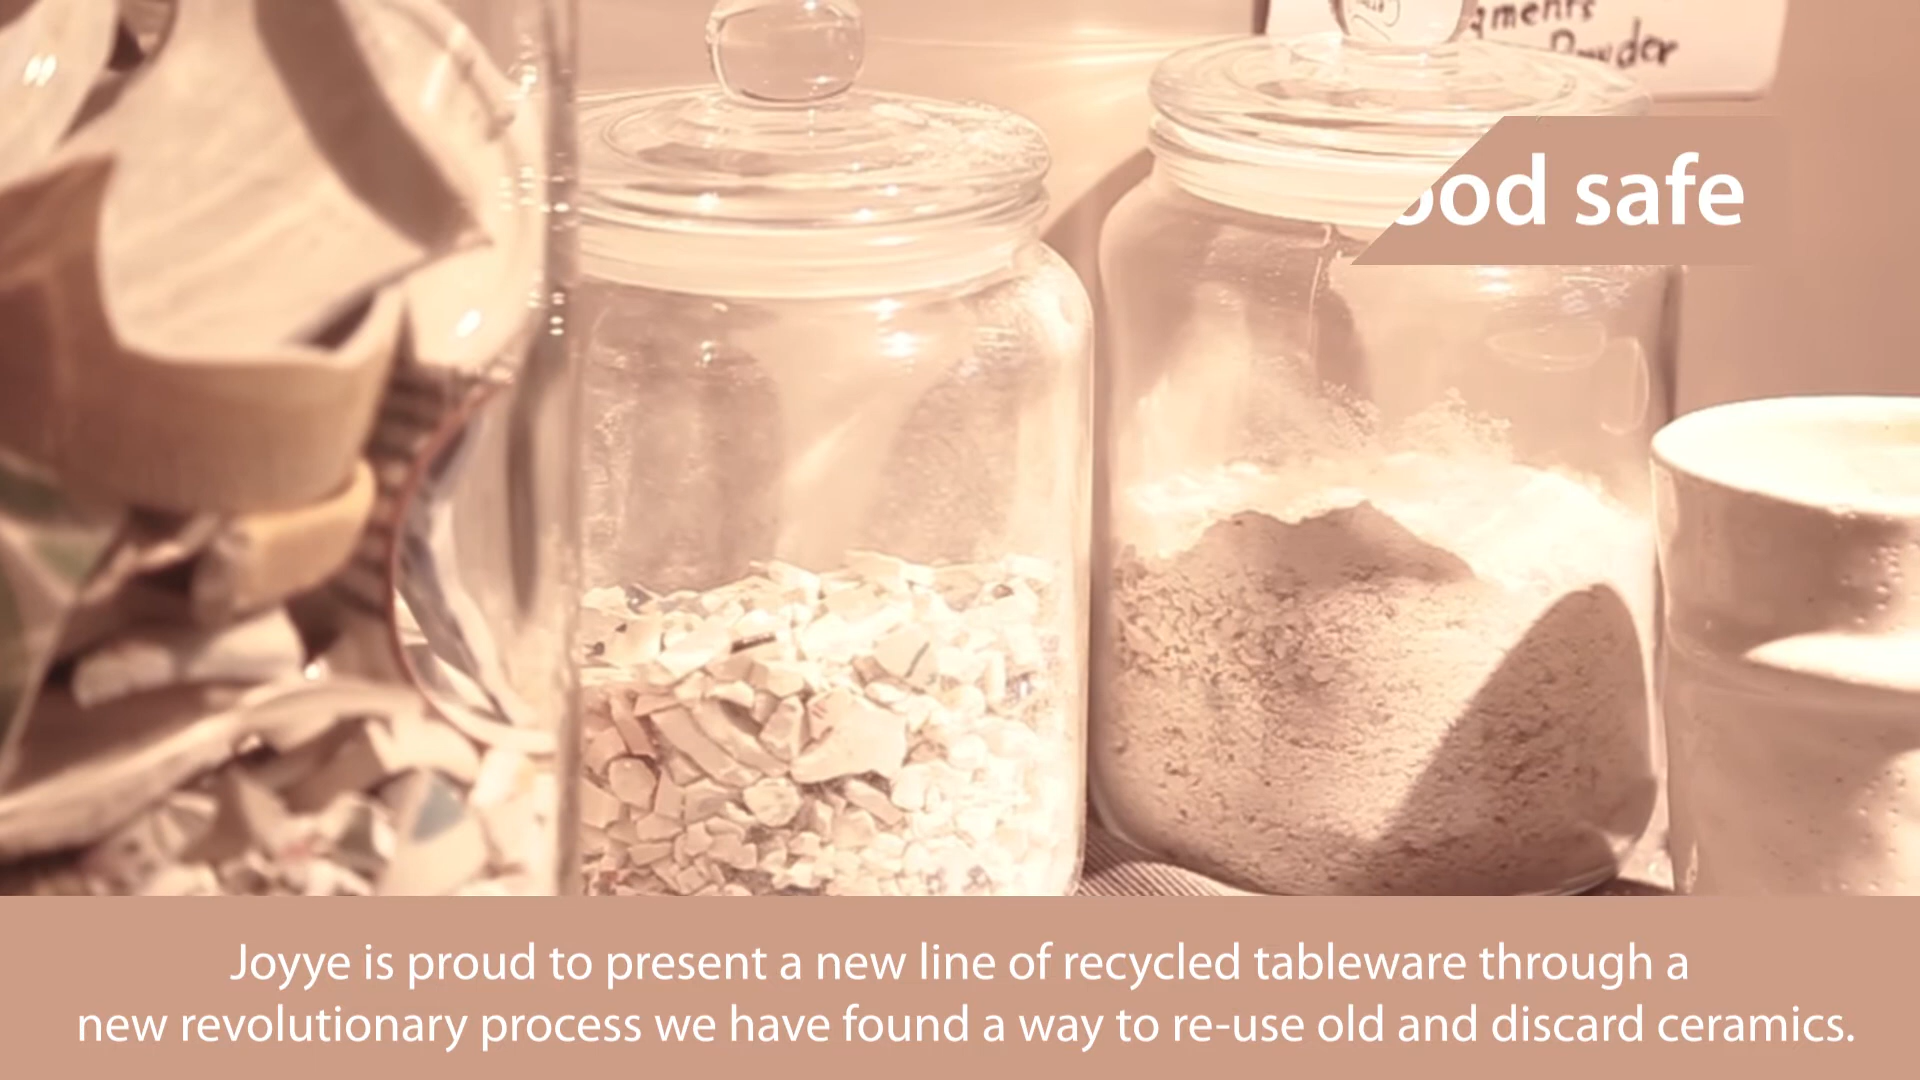 Powder
ood safe
Joyye is proud to present a new line of recycled tableware through a
new revolutionary process we have found a way to re-use old and discard ceramics.